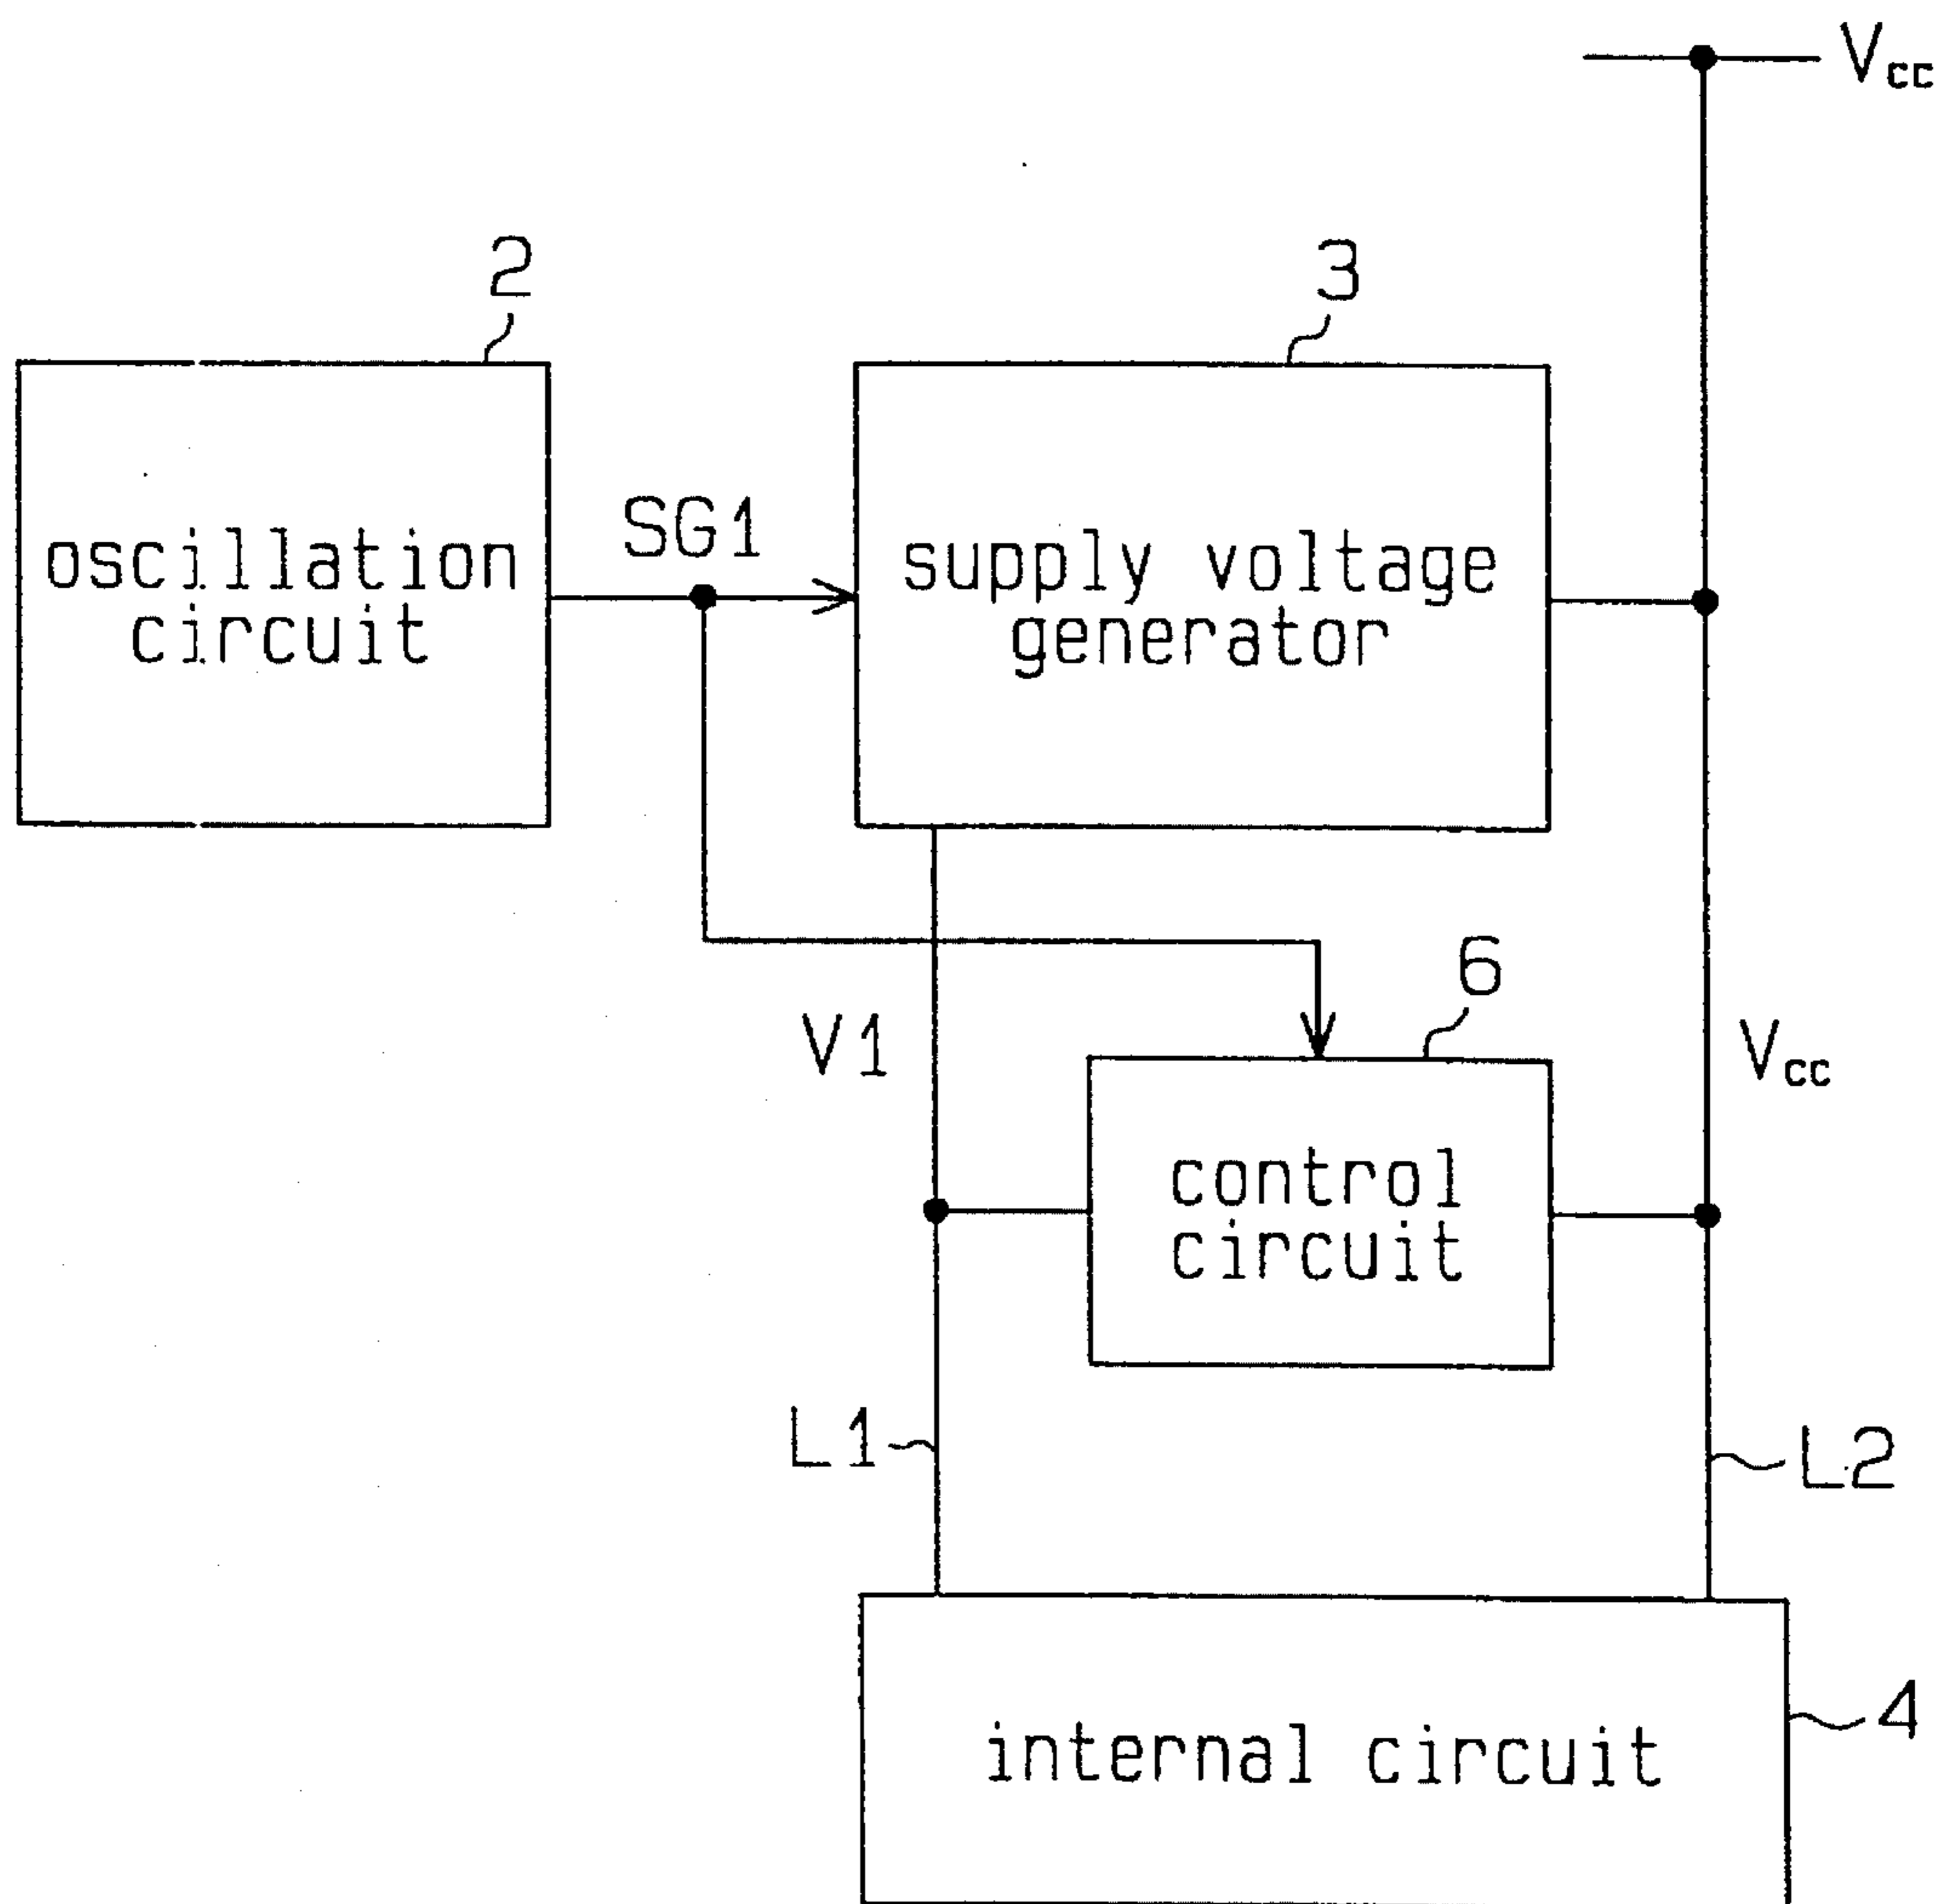 Vcc
2
3
oscillation
circuit
SG1
supply voltage
generator
6
V1
Vcc
control
circuit
L1
L2
internal circuit
4